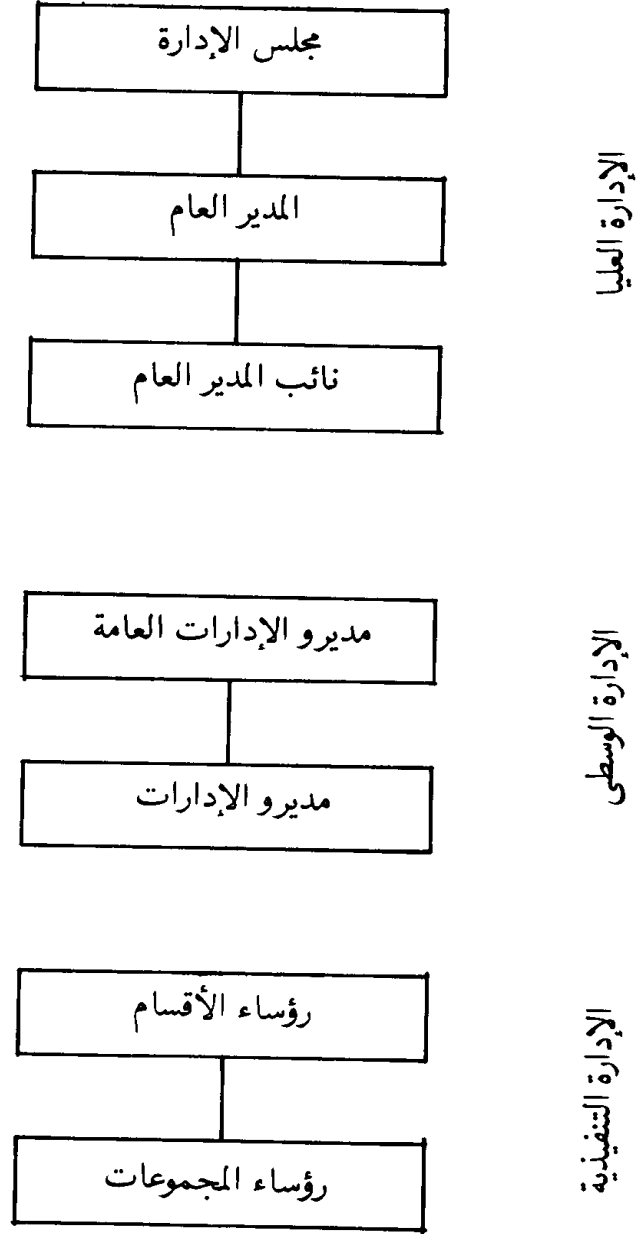 مجلس الإدارة
المدير العام
نائب المدير العام
الإدارة العليا
مديرو الإدارات العامة
مديرو الإدارات
الإدارة الوسطى
رؤساء الأقسام
رؤساء المجموعات
الإدارة التنفيذية